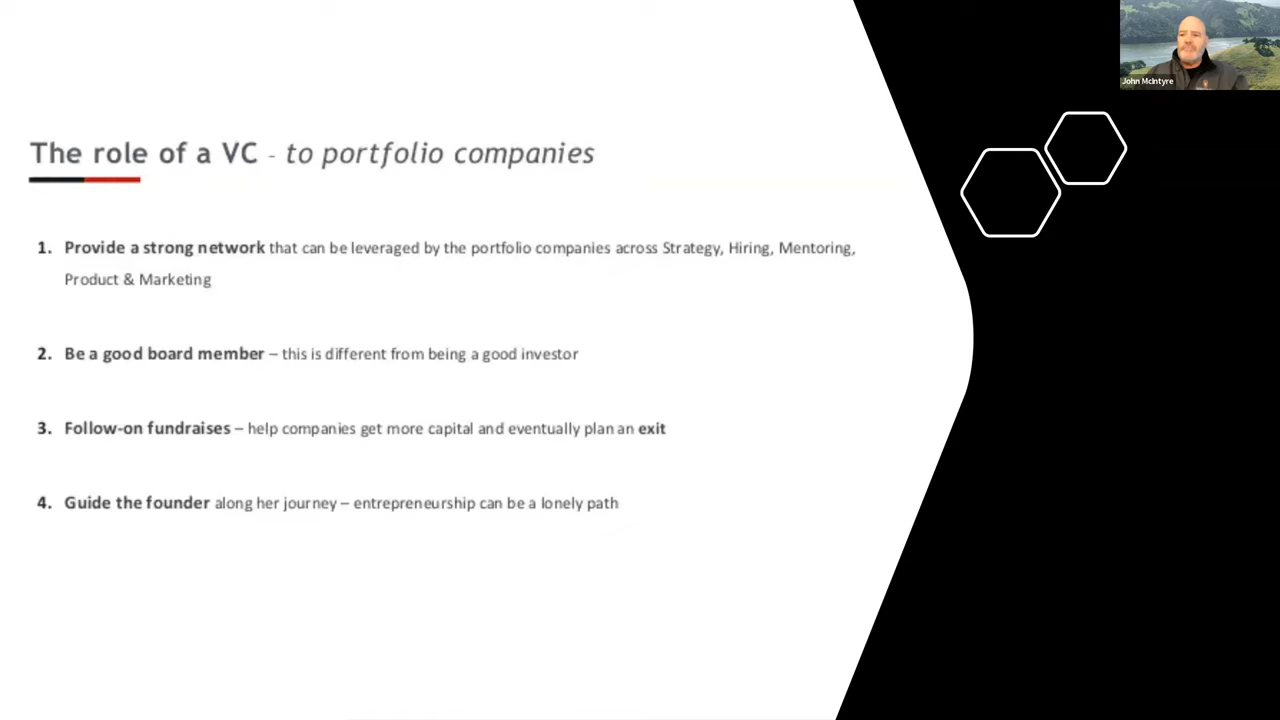 The role of a VC - to portfolio companies
1. Provide a strong network that can be leveraged by the portfolio companies across Strategy, Hiring, Mentoring,
Product & Marketing
2. Be a good board member – this is different from being a good investor
3. Follow-on fundraises – help companies get more capital and eventually plan an exit
4. Guide the founder along her journey – entrepreneurship can be a lonely path
John McIntyre